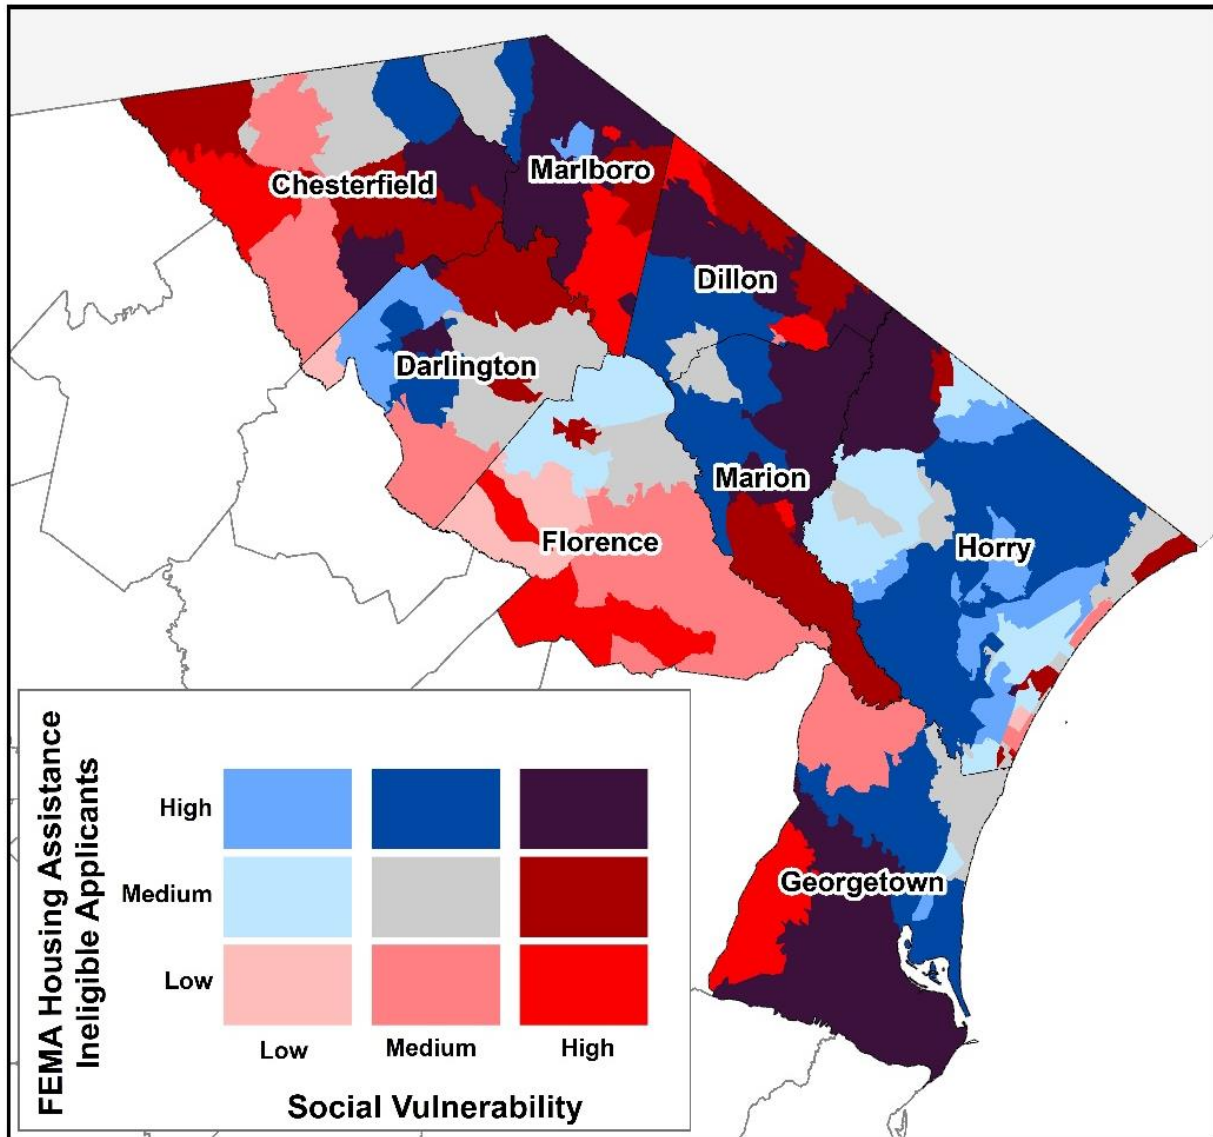 Chesterfield
Marlboro
Dillon
Darlington
Marion
Florence
Horry
Georgetown
FEMA Housing Assistance
Ineligible Applicants
High
Medium
Low
Low
Medium
High
Social Vulnerability